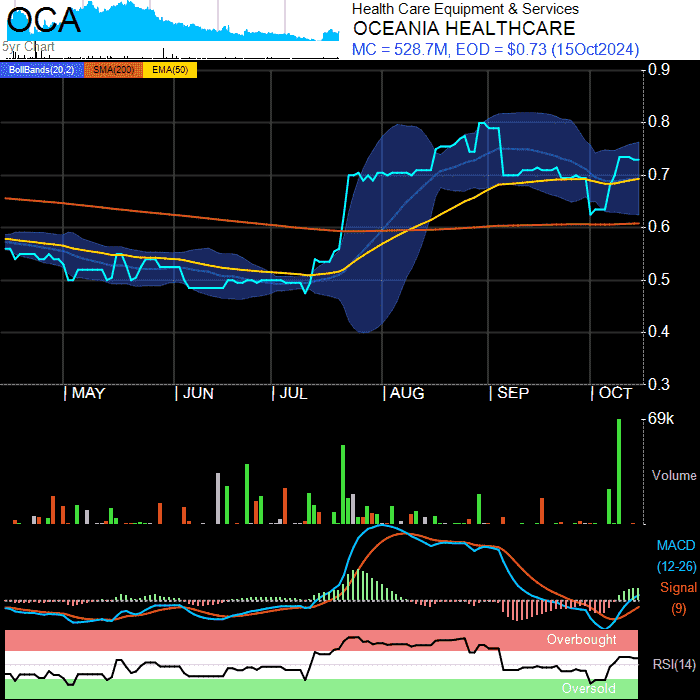 OCA
5yr Chart
Health Care Equipment & Services
OCEANIA HEALTHCARE
MC = 528.7M, EOD = $0.73 (15Oct2024)
BollBands(20,2) SMA(200) EMA(50)
0.9
0.8
0.7
0.6
0.5
0.4
0.3
MAY JUN JUL AUG SEP OCT
69k
Volume
MACD
(12-26)
Signal
(9)
Overbought
RSI(14)
Oversold